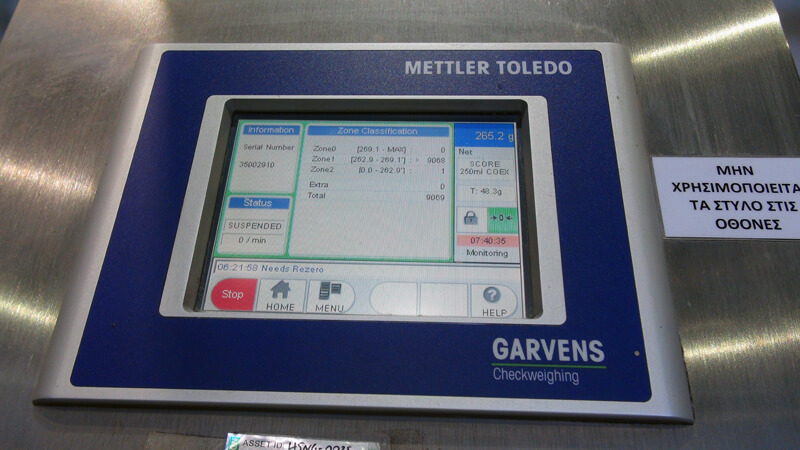 METTLER TOLEDO
Information
Serial Number
35002910
Status
SUSPENDED
0 / min
Zone Classification
Zone0 [269.1 - MAX] 0
Zone1 [262.9 - 269.1'] : > 9068
Zone2 [0.0 - 262.9'] : 1
Extra 0
Total 9069
265.2 g
Net
SCORE
250ml COEX
T: 48.3g
>0<
07:40:35
Monitoring
06:21:58 Needs Rezero
Stop
HOME
MENU
HELP
GARVENS
Checkweighing
ΜΗΝ
ΧΡΗΣΙΜΟΠΟΙΕΙΤΑ
ΤΑ ΣΤΥΛΟ ΣΤΙΣ
ΟΘΟΝΕΣ
ASSET ID